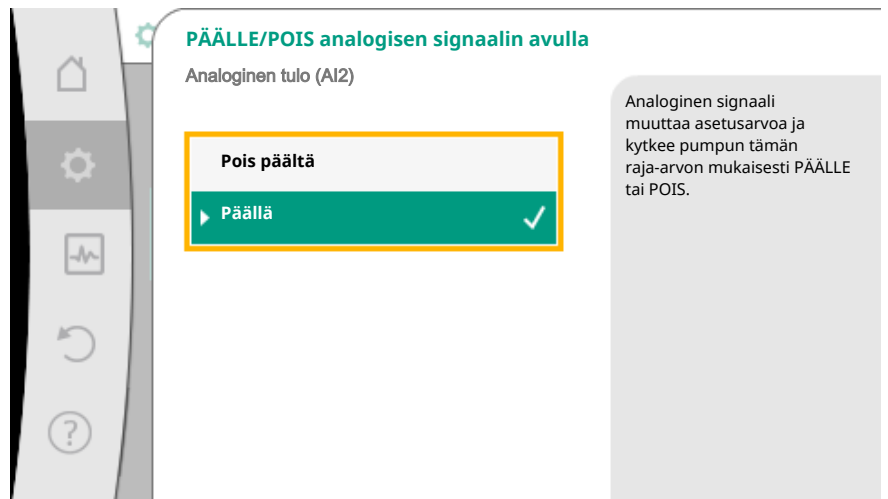 PÄÄLLE/POIS analogisen signaalin avulla
Analoginen tulo (AI2)
Pois päältä
Päällä
Analoginen signaali
muuttaa asetusarvoa ja
kytkee pumpun tämän
raja-arvon mukaisesti PÄÄLLE
tai POIS.